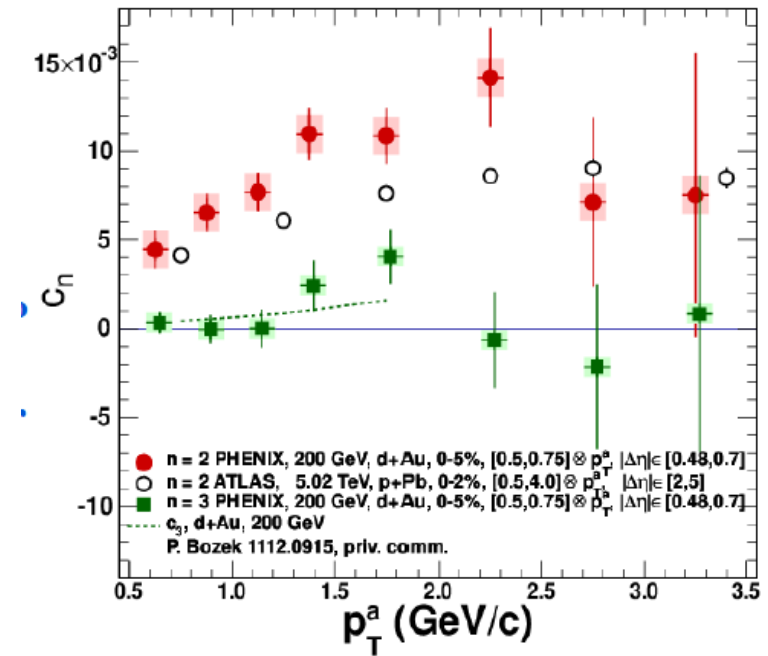 15×10⁻³
10
5
0
-5
-10
Cₙ
n = 2 PHENIX, 200 GeV, d+Au, 0-5%, [0.5,0.75]⊗ pᵃ_T, |Δη|∈ [0.48,0.7]
n = 2 ATLAS, 5.02 TeV, p+Pb, 0-2%, [0.5,4.0]⊗ pᵃ_T, |Δη|∈ [2,5]
n = 3 PHENIX, 200 GeV, d+Au, 0-5%, [0.5,0.75]⊗ pᵃ_T, |Δη|∈ [0.48,0.7]
c₃, d+Au, 200 GeV
P. Bozek 1112.0915, priv. comm.
0.5 1.0 1.5 2.0 2.5 3.0 3.5
pᵃ_T (GeV/c)